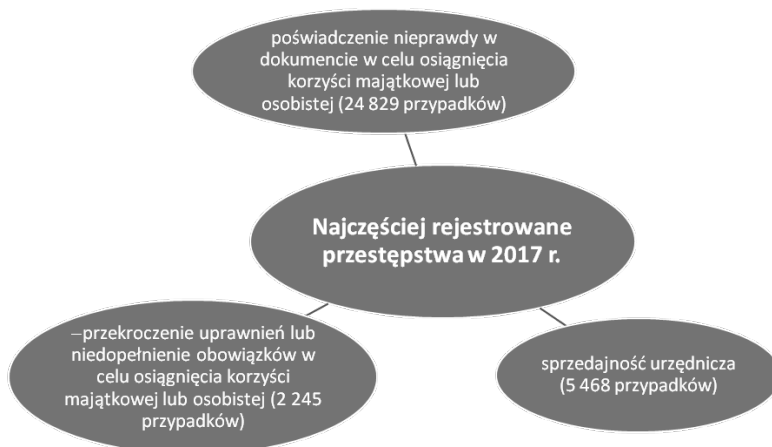 poświadczenie nieprawdy w
dokumencie w celu osiągnięcia
korzyści majątkowej lub
osobistej (24 829 przypadków)
Najczęściej rejestrowane
przestępstwa w 2017 r.
–przekroczenie uprawnień lub
niedopełnienie obowiązków w
celu osiągnięcia korzyści
majątkowej lub osobistej (2 245
przypadków)
sprzedajność urzędnicza
(5 468 przypadków)